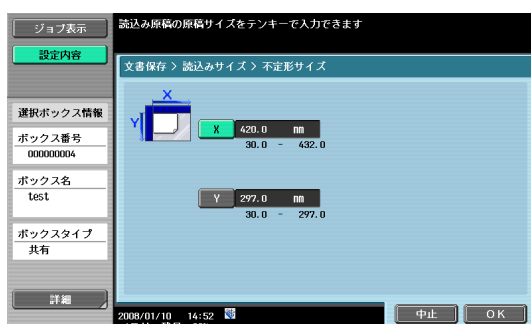 ジョブ表示
読込み原稿の原稿サイズをテンキーで入力できます
設定内容
文書保存 > 読込みサイズ > 不定形サイズ
X
Y
選択ボックス情報
X 420.0 mm
30.0 - 432.0
ボックス番号
000000004
ボックス名
test
Y 297.0 mm
30.0 - 297.0
ボックスタイプ
共有
詳細
2008/01/10 14:52
中止 OK